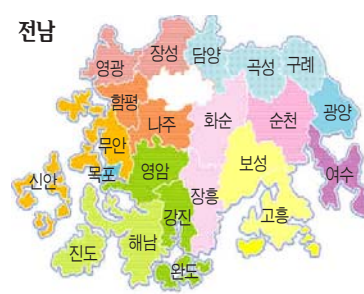 전남
장성
담양
영광
곡성
구례
함평
나주
화순
순천
광양
무안
목포
영암
보성
여수
신안
장흥
강진
고흥
해남
진도
완도